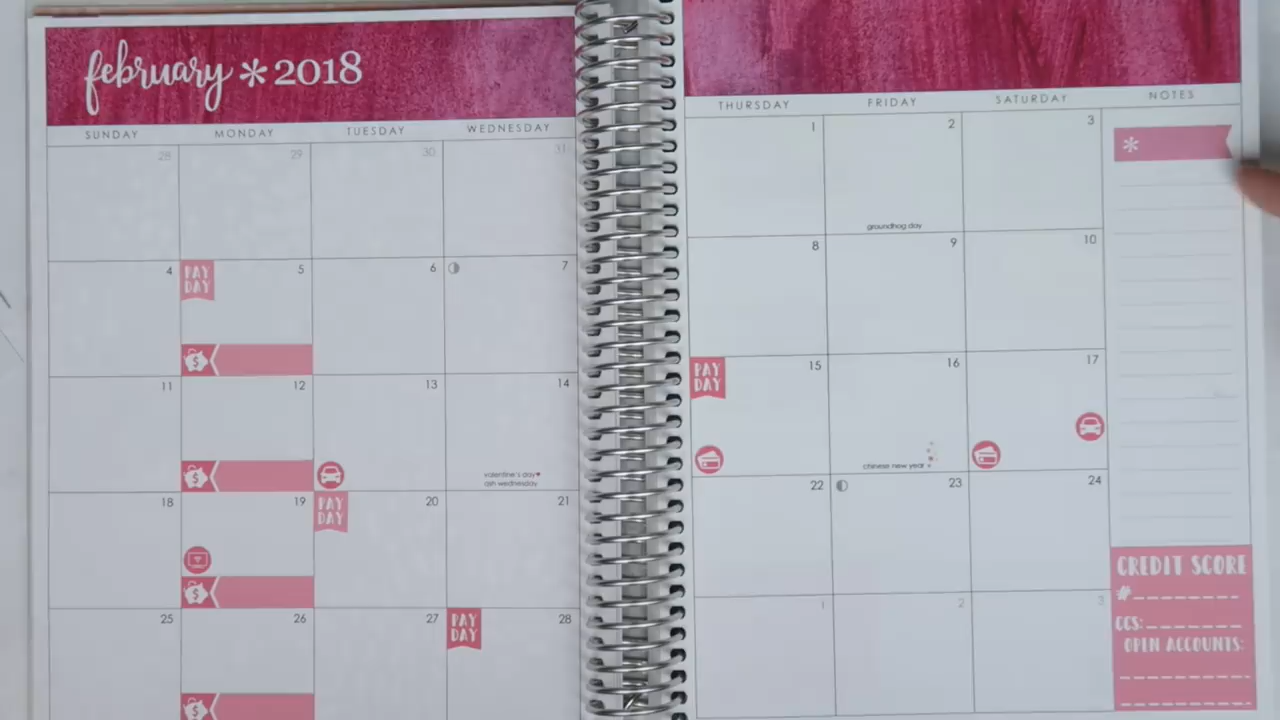 february * 2018
SUNDAY MONDAY TUESDAY WEDNESDAY THURSDAY FRIDAY SATURDAY NOTES
28 29 30 31 1 2 3
groundhog day
*
4 5 6 7 8 9 10
PAY
DAY
$
11 12 13 14 15 16 17
PAY
DAY
$
valentine's day♥
ash wednesday
chinese new year
18 19 20 21 22 23 24
PAY
DAY
$
25 26 27 28 1 2 3
PAY
DAY
$
CREDIT SCORE
#
CCS:
OPEN ACCOUNTS: